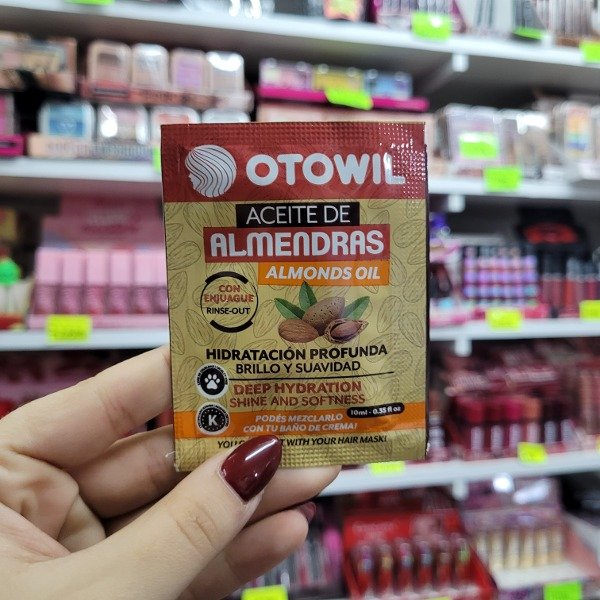 OTOWIL
ACEITE DE
ALMENDRAS
ALMONDS OIL
CON
ENJUAGUE
RINSE-OUT
HIDRATACIÓN PROFUNDA
BRILLO Y SUAVIDAD
DEEP HYDRATION
SHINE AND SOFTNESS
10ml - 0.35 fl oz
K
PODÉS MEZCLARLO
CON TU BAÑO DE CREMA!
WITH YOUR HAIR MASK!